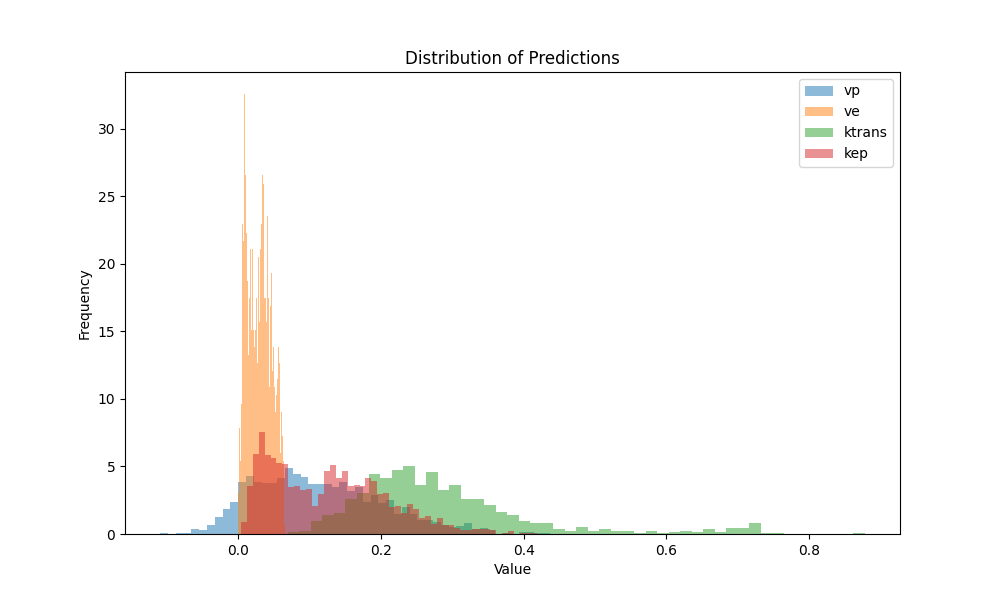 Distribution of Predictions
vp
ve
ktrans
kep
Frequency
30
25
20
15
10
5
0
0.0 0.2 0.4 0.6 0.8
Value